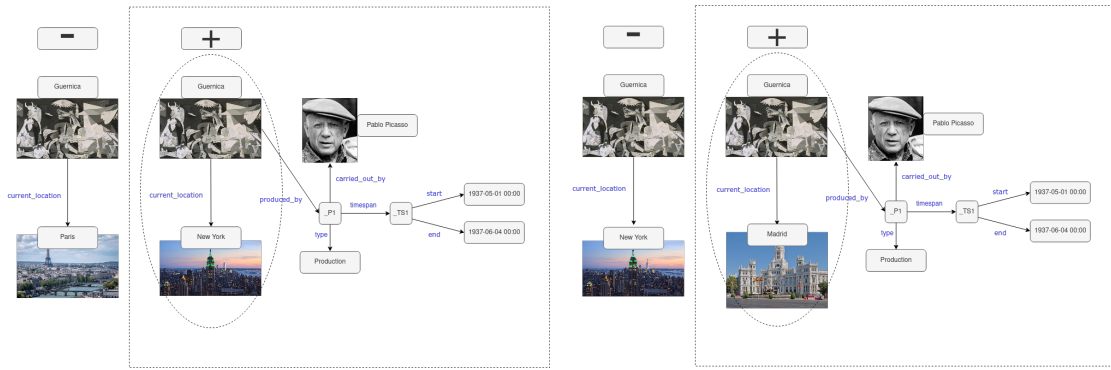 -
+
Guernica
Guernica
Pablo Picasso
carried_out_by
current_location
current_location
produced_by
_P1
timespan
_TS1
start
1937-05-01 00:00
end
1937-06-04 00:00
type
Production
Paris
New York
-
+
Guernica
Guernica
Pablo Picasso
carried_out_by
current_location
current_location
produced_by
_P1
timespan
_TS1
start
1937-05-01 00:00
end
1937-06-04 00:00
type
Production
New York
Madrid